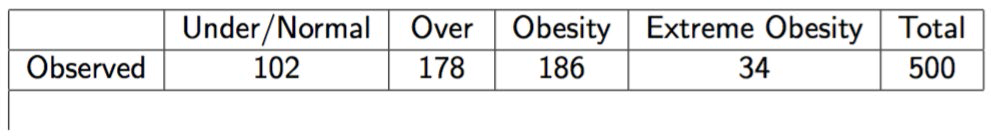 Under/Normal Over Obesity Extreme Obesity Total
Observed 102 178 186 34 500